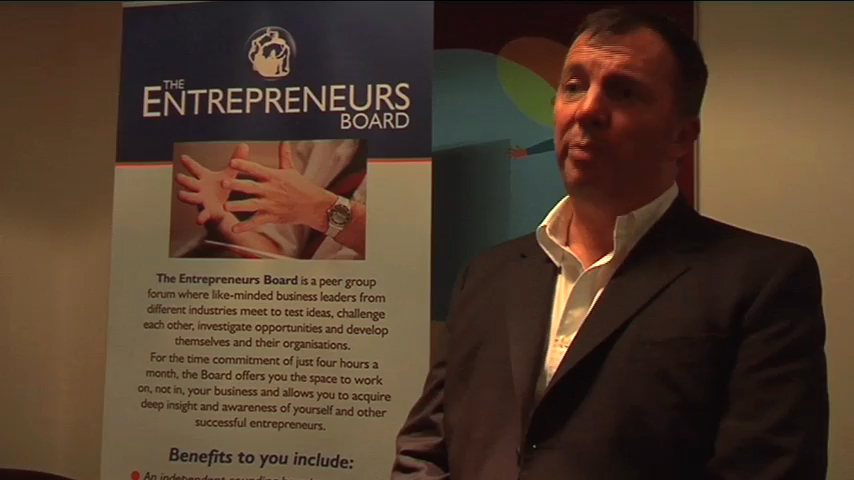 THE
ENTREPRENEURS
BOARD
The Entrepreneurs Board is a peer group
forum where like-minded business leaders from
different industries meet to test ideas, challenge
each other, investigate opportunities and develop
themselves and their organisations.
For the time commitment of just four hours a
month, the Board offers you the space to work
on, not in, your business and allows you to acquire
deep insight and awareness of yourself and other
successful entrepreneurs.
Benefits to you include:
An independent sounding